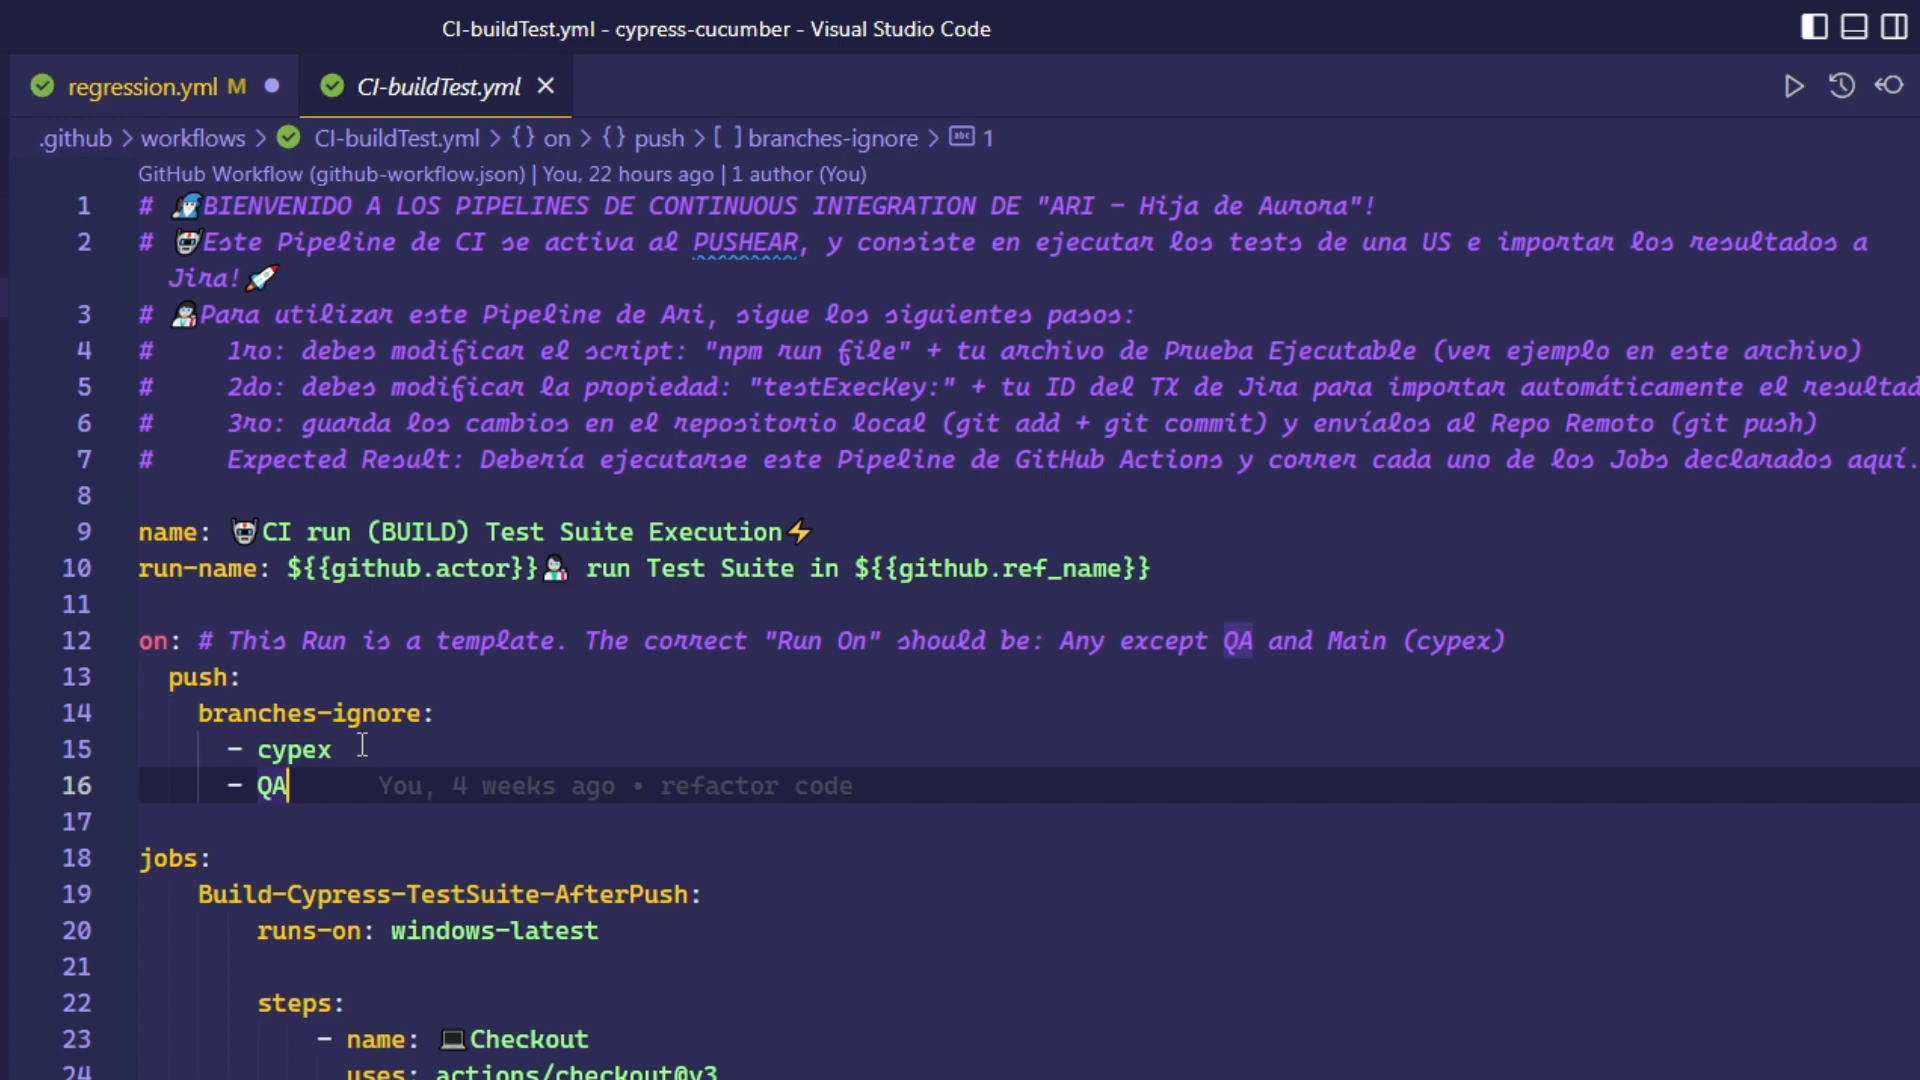 CI-buildTest.yml - cypress-cucumber - Visual Studio Code
regression.yml M
CI-buildTest.yml
.github > workflows > CI-buildTest.yml > {} on > {} push > [ ] branches-ignore > abc 1
GitHub Workflow (github-workflow.json) | You, 22 hours ago | 1 author (You)
1 # 🧙BIENVENIDO A LOS PIPELINES DE CONTINUOUS INTEGRATION DE "ARI - Hija de Aurora"!
2 # 🤖Este Pipeline de CI se activa al PUSHEAR, y consiste en ejecutar los tests de una US e importar los resultados a
Jira!🚀
3 # 👩🏻‍🔬Para utilizar este Pipeline de Ari, sigue los siguientes pasos:
4 # 1ro: debes modificar el script: "npm run file" + tu archivo de Prueba Ejecutable (ver ejemplo en este archivo)
5 # 2do: debes modificar la propiedad: "testExecKey:" + tu ID del TX de Jira para importar automáticamente el resultad
6 # 3ro: guarda los cambios en el repositorio local (git add + git commit) y envíalos al Repo Remoto (git push)
7 # Expected Result: Debería ejecutarse este Pipeline de GitHub Actions y correr cada uno de los Jobs declarados aquí.
8
9 name: 🤖CI run (BUILD) Test Suite Execution⚡
10 run-name: ${{github.actor}}👩🏻‍🔬 run Test Suite in ${{github.ref_name}}
11
12 on: # This Run is a template. The correct "Run On" should be: Any except QA and Main (cypex)
13 push:
14 branches-ignore:
15 - cypex
16 - QA You, 4 weeks ago • refactor code
17
18 jobs:
19 Build-Cypress-TestSuite-AfterPush:
20 runs-on: windows-latest
21
22 steps:
23 - name: 💻Checkout
24 uses: actions/checkout@v3